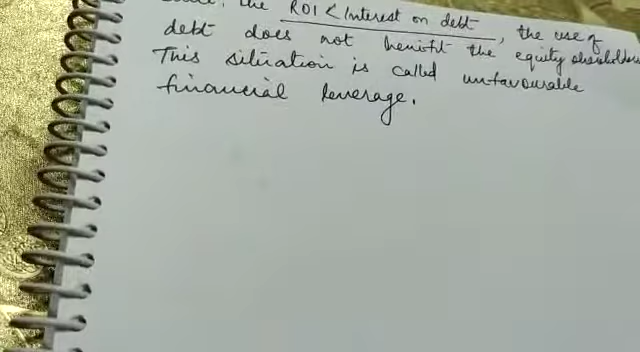 the ROI < Interest on debt, the use of
debt does not benefit the equity shareholders
This situation is called unfavourable
financial leverage.